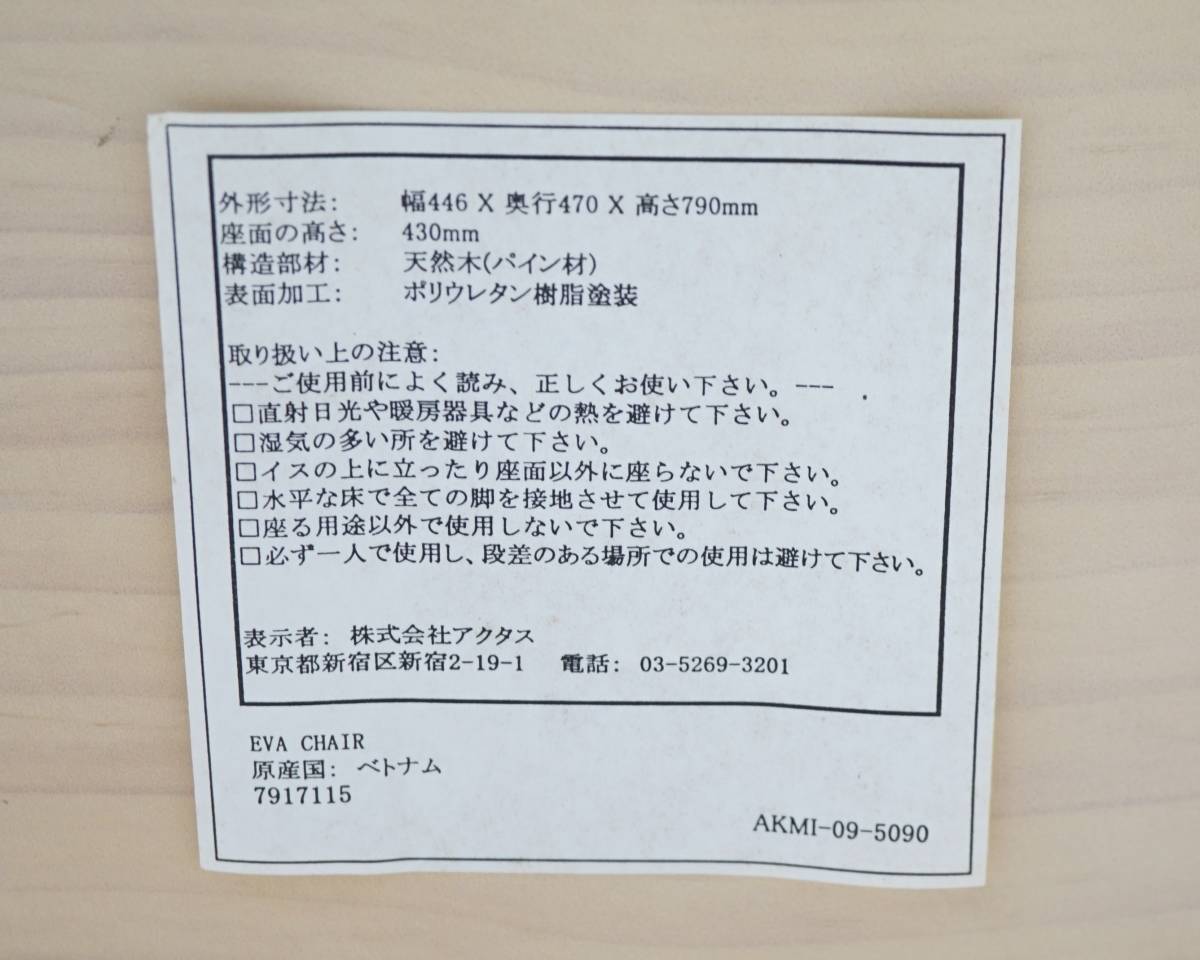 外形寸法: 幅446 X 奥行470 X 高さ790mm
座面の高さ: 430mm
構造部材: 天然木(パイン材)
表面加工: ポリウレタン樹脂塗装
取り扱い上の注意:
---ご使用前によく読み、正しくお使い下さい。---
□直射日光や暖房器具などの熱を避けて下さい。
□湿気の多い所を避けて下さい。
□イスの上に立ったり座面以外に座らないで下さい。
□水平な床で全ての脚を接地させて使用して下さい。
□座る用途以外で使用しないで下さい。
□必ず一人で使用し、段差のある場所での使用は避けて下さい。
表示者: 株式会社アクタス
東京都新宿区新宿2-19-1 電話: 03-5269-3201
EVA CHAIR
原産国: ベトナム
7917115
AKMI-09-5090